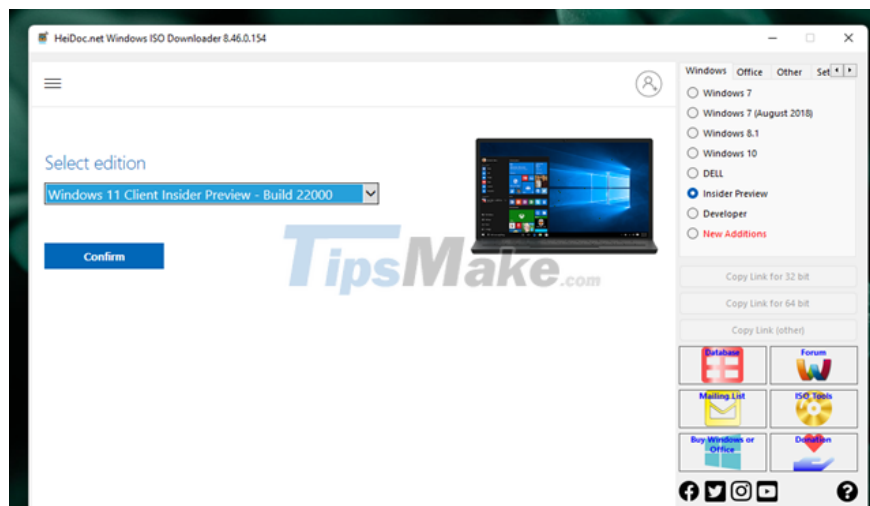 HeiDoc.net Windows ISO Downloader 8.46.0.154
Windows Office Other Set
Windows 7
Windows 7 (August 2018)
Windows 8.1
Windows 10
DELL
Insider Preview
Developer
New Additions
Select edition
Windows 11 Client Insider Preview - Build 22000
Confirm
TipsMake.com
Copy Link for 32 bit
Copy Link for 64 bit
Copy Link (other)
Database
Forum
Mailing List
ISO Tools
Buy Windows or
Office
Donation